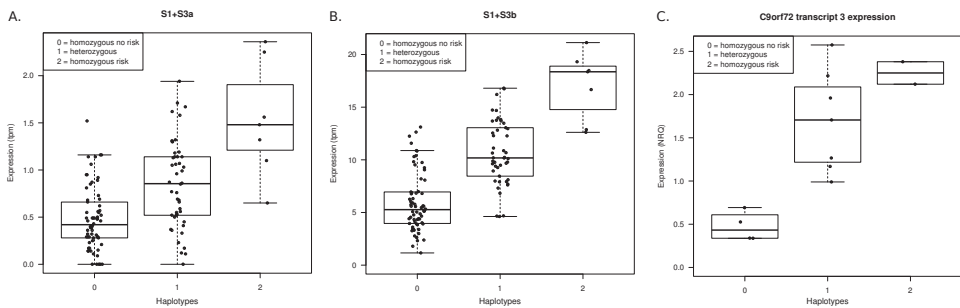 A.
S1+S3a
0 = homozygous no risk
1 = heterozygous
2 = homozygous risk
Expression (tpm)
2.0
1.5
1.0
0.5
0.0
0 1 2
Haplotypes
B.
S1+S3b
0 = homozygous no risk
1 = heterozygous
2 = homozygous risk
Expression (tpm)
20
15
10
5
0
0 1 2
Haplotypes
C.
C9orf72 transcript 3 expression
0 = homozygous no risk
1 = heterozygous
2 = homozygous risk
Expression (NRQ)
2.5
2.0
1.5
1.0
0.5
0.0
0 1 2
Haplotypes